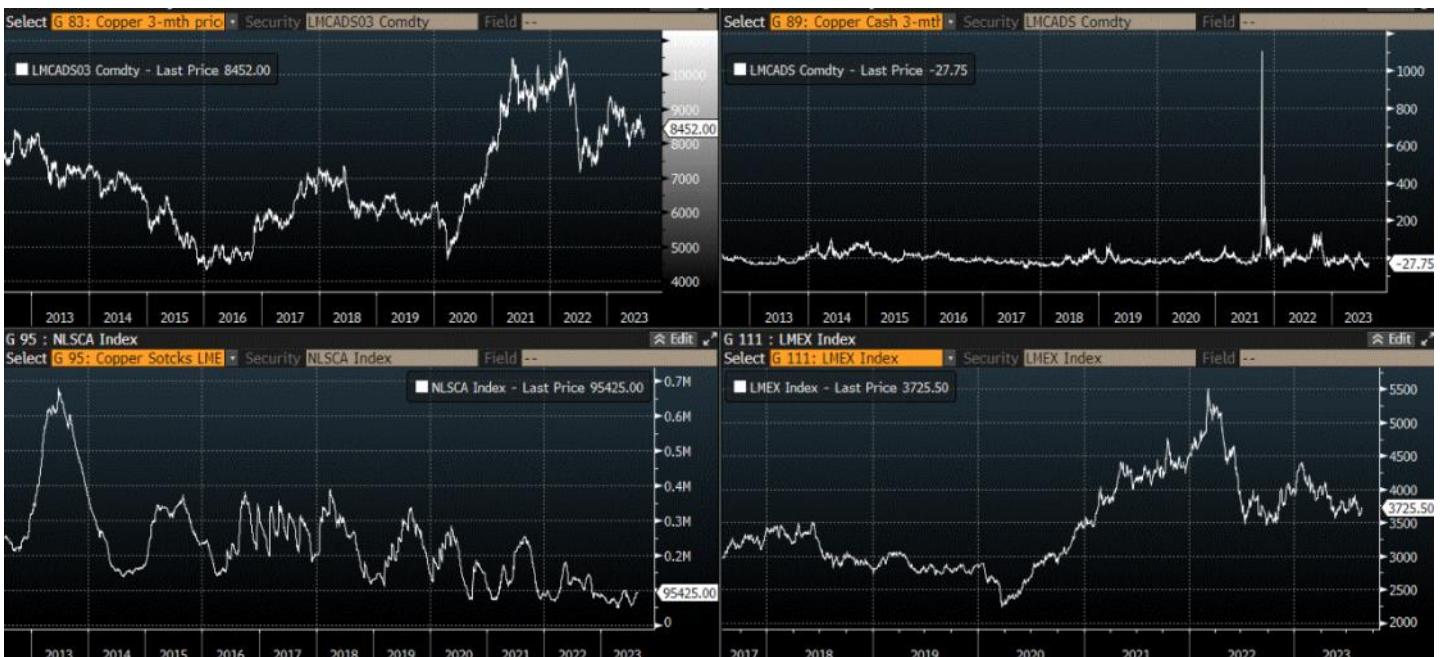 Select G 83: Copper 3-mth pric Security LMCADS03 Comdty Field --
LMCADS03 Comdty - Last Price 8452.00
10000
9000
8452.00
8000
7000
6000
5000
4000
2013 2014 2015 2016 2017 2018 2019 2020 2021 2022 2023
Select G 89: Copper Cash 3-mth Security LMCADS Comdty Field --
LMCADS Comdty - Last Price -27.75
1000
800
600
400
200
-27.75
2013 2014 2015 2016 2017 2018 2019 2020 2021 2022 2023
G 95 : NLSCA Index Edit
Select G 95: Copper Sotcks LME Security NLSCA Index Field --
NLSCA Index - Last Price 95425.00
0.7M
0.6M
0.5M
0.4M
0.3M
0.2M
95425.00
0
2013 2014 2015 2016 2017 2018 2019 2020 2021 2022 2023
G 111 : LMEX Index Edit
Select G 111: LMEX Index Security LMEX Index Field --
LMEX Index - Last Price 3725.50
5500
5000
4500
4000
3725.50
3500
3000
2500
2000
2017 2018 2019 2020 2021 2022 2023